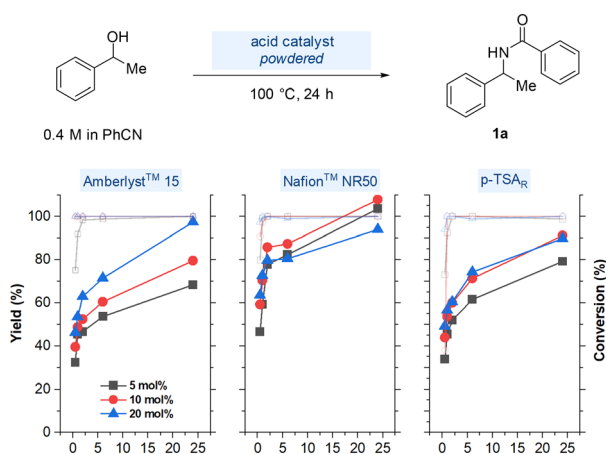 OH
Me
0.4 M in PhCN
acid catalyst
powdered
100 °C, 24 h
O
HN
Me
1a
Amberlyst™ 15
Nafion™ NR50
p-TSA_R
Yield (%)
100
80
60
40
20
0
5 mol%
10 mol%
20 mol%
0 5 10 15 20 25
0 5 10 15 20 25
0 5 10 15 20 25
Conversion (%)